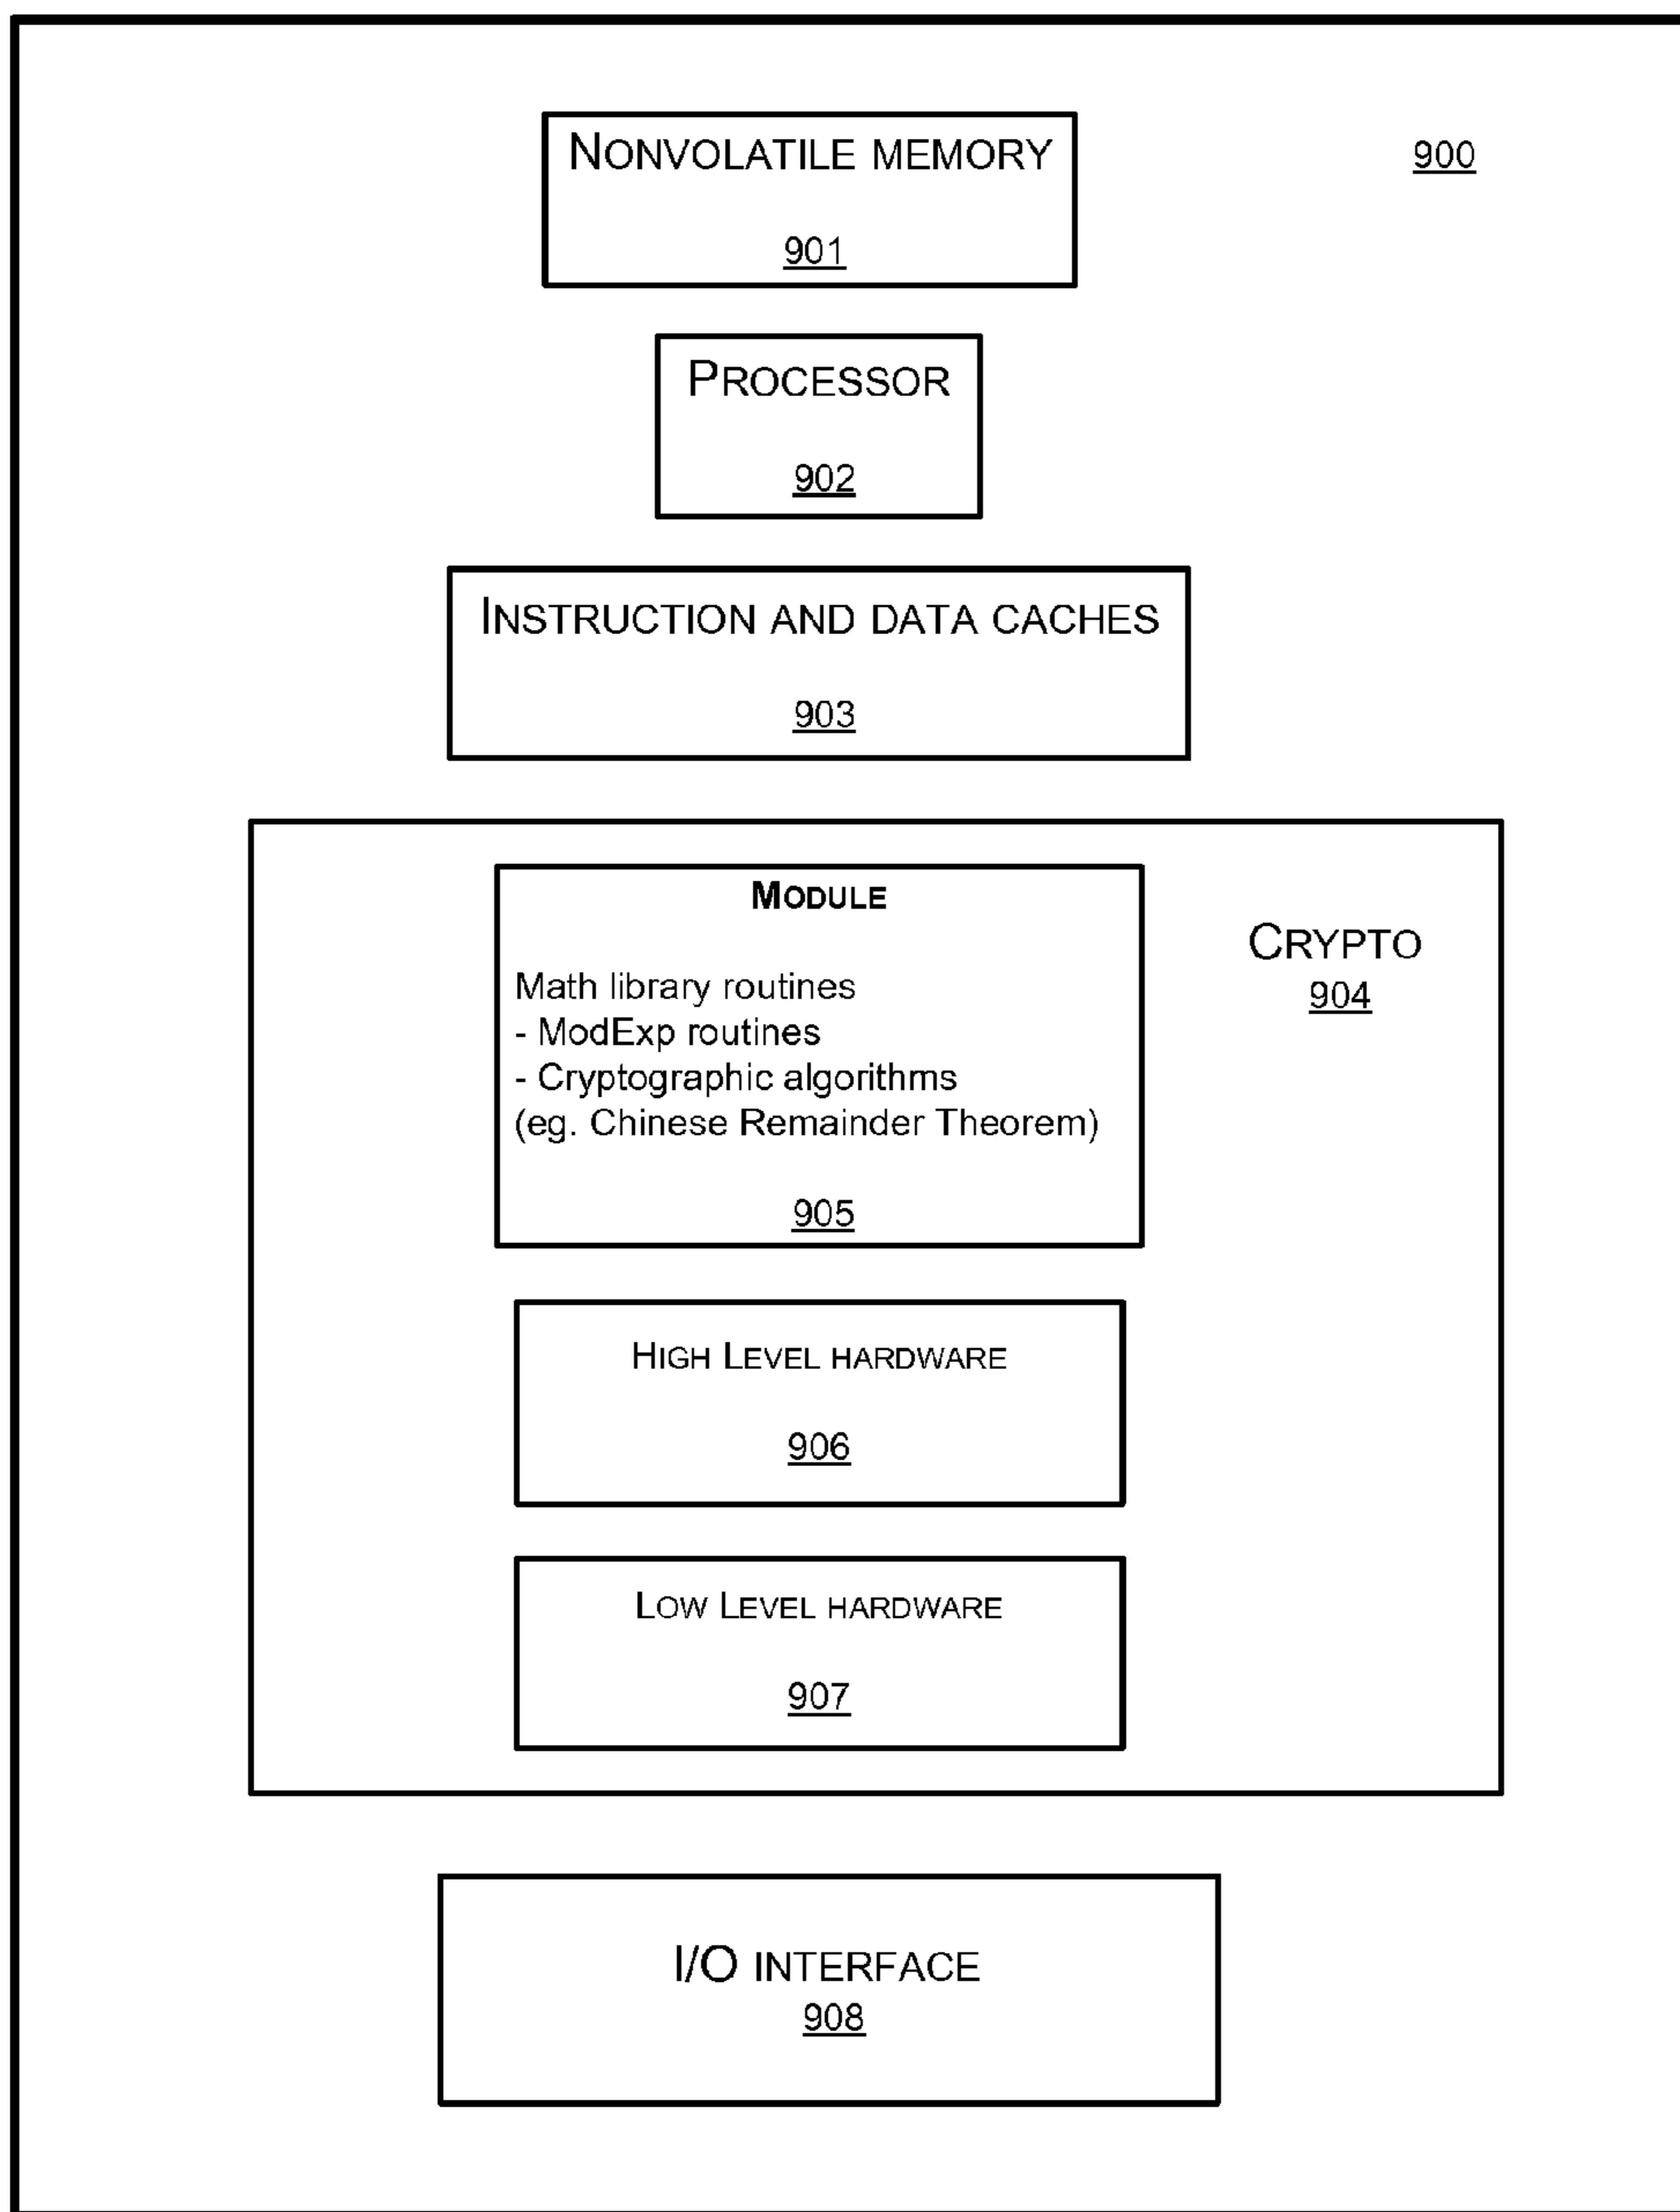 NONVOLATILE MEMORY
900
901
PROCESSOR
902
INSTRUCTION AND DATA CACHES
903
MODULE
CRYPTO
904
Math library routines
- ModExp routines
- Cryptographic algorithms
(eg. Chinese Remainder Theorem)
905
HIGH LEVEL HARDWARE
906
LOW LEVEL HARDWARE
907
I/O INTERFACE
908